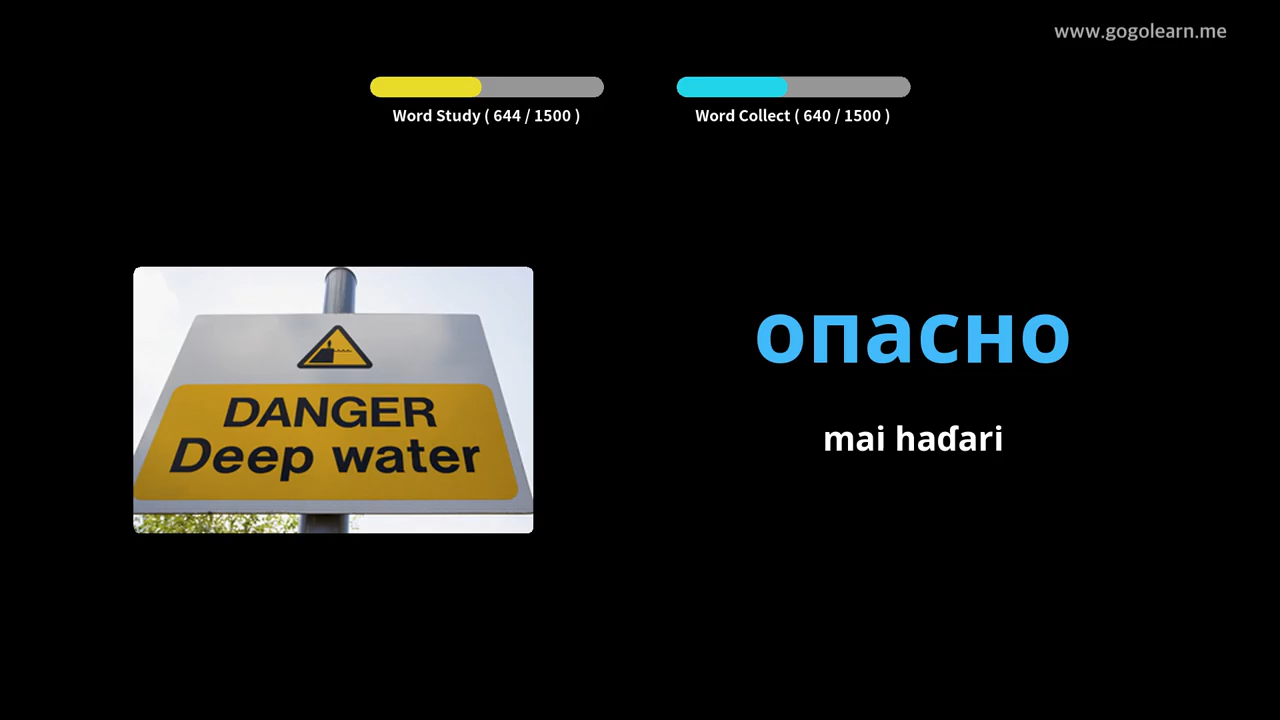 www.gogolearn.me
Word Study ( 644 / 1500 )
Word Collect ( 640 / 1500 )
DANGER
Deep water
опасно
mai haɗari